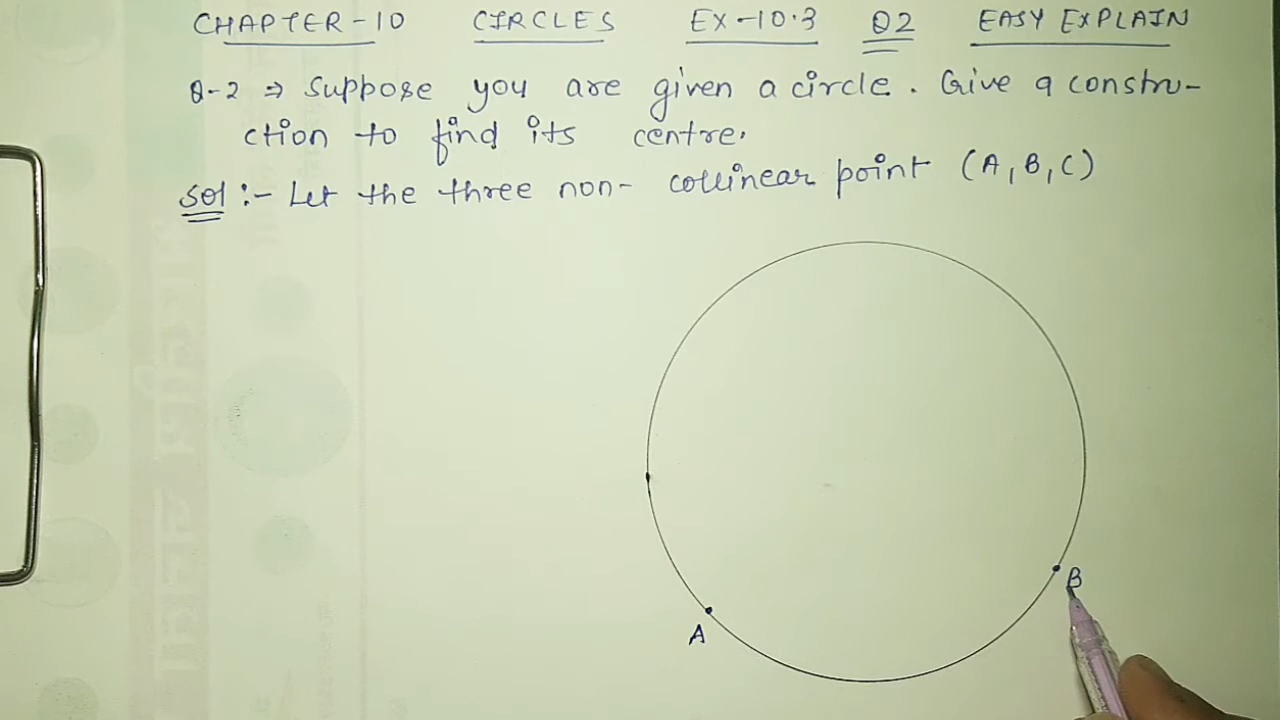 CHAPTER-10 CIRCLES EX-10.3 Q2 EASY EXPLAIN
Q-2 ⇒ Suppose you are given a circle. Give a constru-
ction to find its centre.
Sol :- Let the three non- collinear point (A, B, C)
B
A